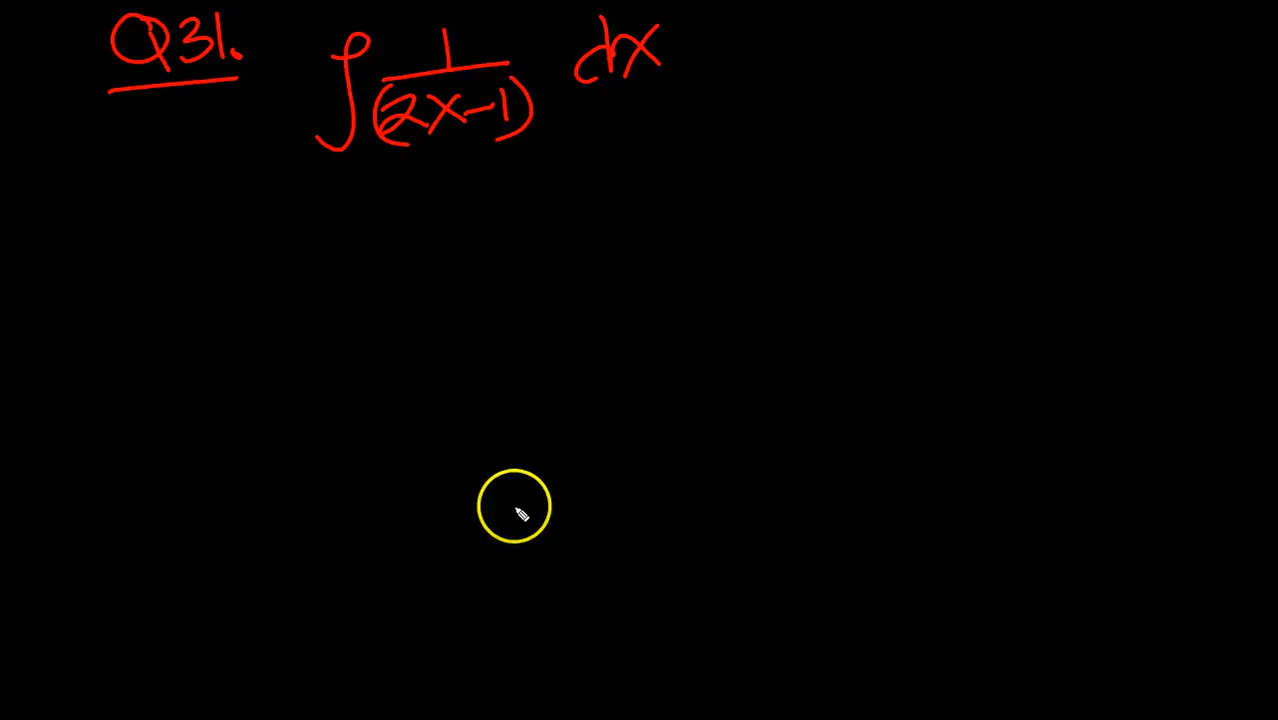 Q31. ∫ 1/(2x-1) dx